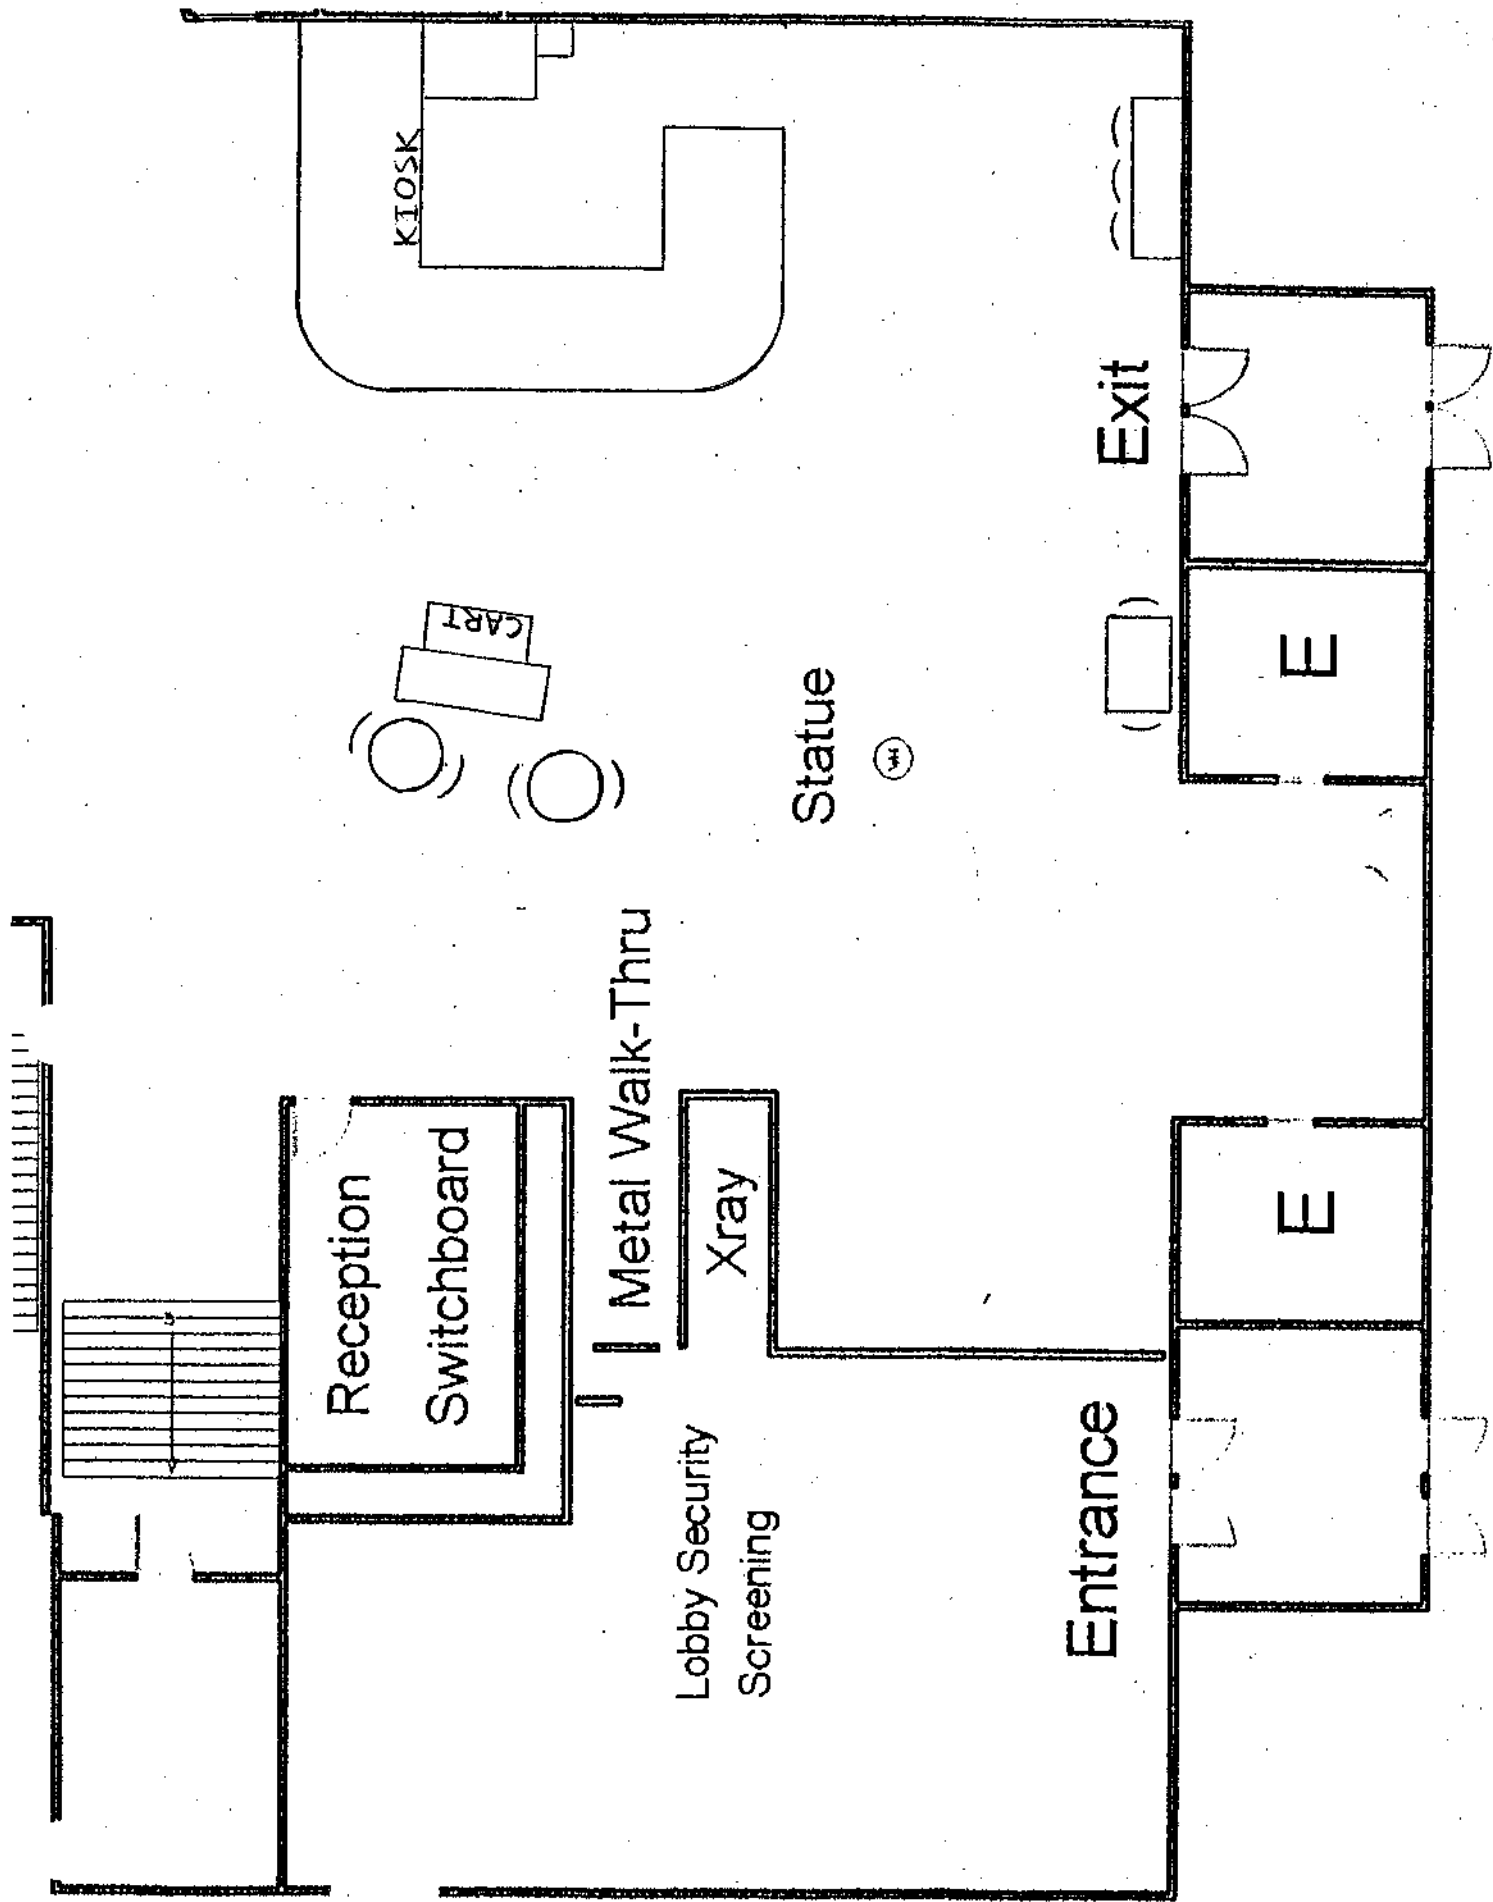 Reception
Switchboard
Metal Walk-Thru
Xray
Lobby Security
Screening
Entrance
E
Statue
E
Exit
CART
KIOSK